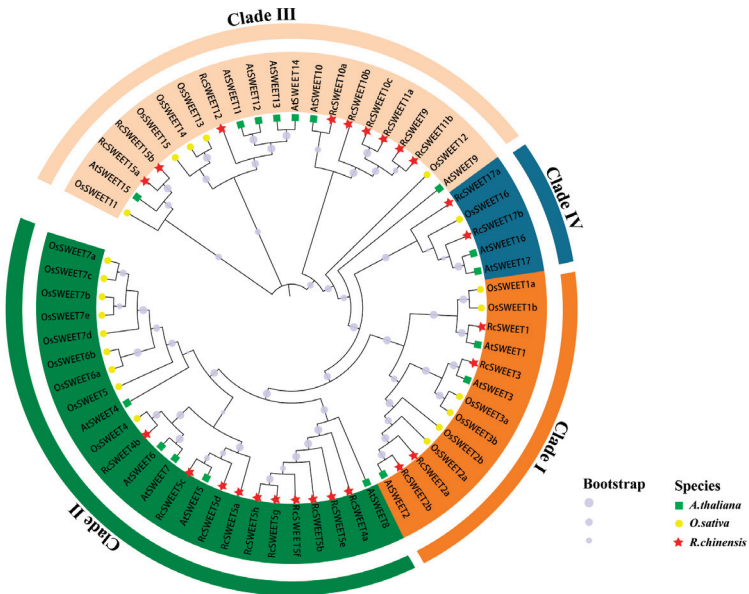 Clade III
OsSWEET11
AtSWEET15
RcSWEET15a
RcSWEET15b
OsSWEET15
OsSWEET14
OsSWEET13
RcSWEET12
AtSWEET11
AtSWEET12
AtSWEET13
AtSWEET14
AtSWEET10
RcSWEET10a
RcSWEET10b
RcSWEET10c
RcSWEET11a
RcSWEET9
RcSWEET11b
OsSWEET12
AtSWEET9
Clade IV
RcSWEET17a
OsSWEET16
RcSWEET17b
AtSWEET16
AtSWEET17
Clade I
OsSWEET1a
OsSWEET1b
RcSWEET1
AtSWEET1
RcSWEET3
AtSWEET3
OsSWEET3a
OsSWEET3b
OsSWEET2b
OsSWEET2a
RcSWEET2a
RcSWEET2b
AtSWEET2
Clade II
AtSWEET8
RcSWEET4a
RcSWEET5e
RcSWEET5b
RcSWEET5f
RcSWEET5g
RcSWEET5h
RcSWEET5a
RcSWEET5d
AtSWEET5
RcSWEET5c
AtSWEET7
AtSWEET6
RcSWEET4b
OsSWEET4
AtSWEET4
OsSWEET5
OsSWEET6a
OsSWEET6b
OsSWEET7d
OsSWEET7e
OsSWEET7b
OsSWEET7c
OsSWEET7a
Bootstrap
Species
A.thaliana
O.sativa
R.chinensis